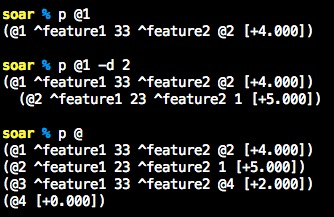 soar % p @1
(@1 ^feature1 33 ^feature2 @2 [+4.000])
soar % p @1 -d 2
(@1 ^feature1 33 ^feature2 @2 [+4.000])
(@2 ^feature1 23 ^feature2 1 [+5.000])
soar % p @
(@1 ^feature1 33 ^feature2 @2 [+4.000])
(@2 ^feature1 23 ^feature2 1 [+5.000])
(@3 ^feature1 33 ^feature2 @4 [+2.000])
(@4 [+0.000])